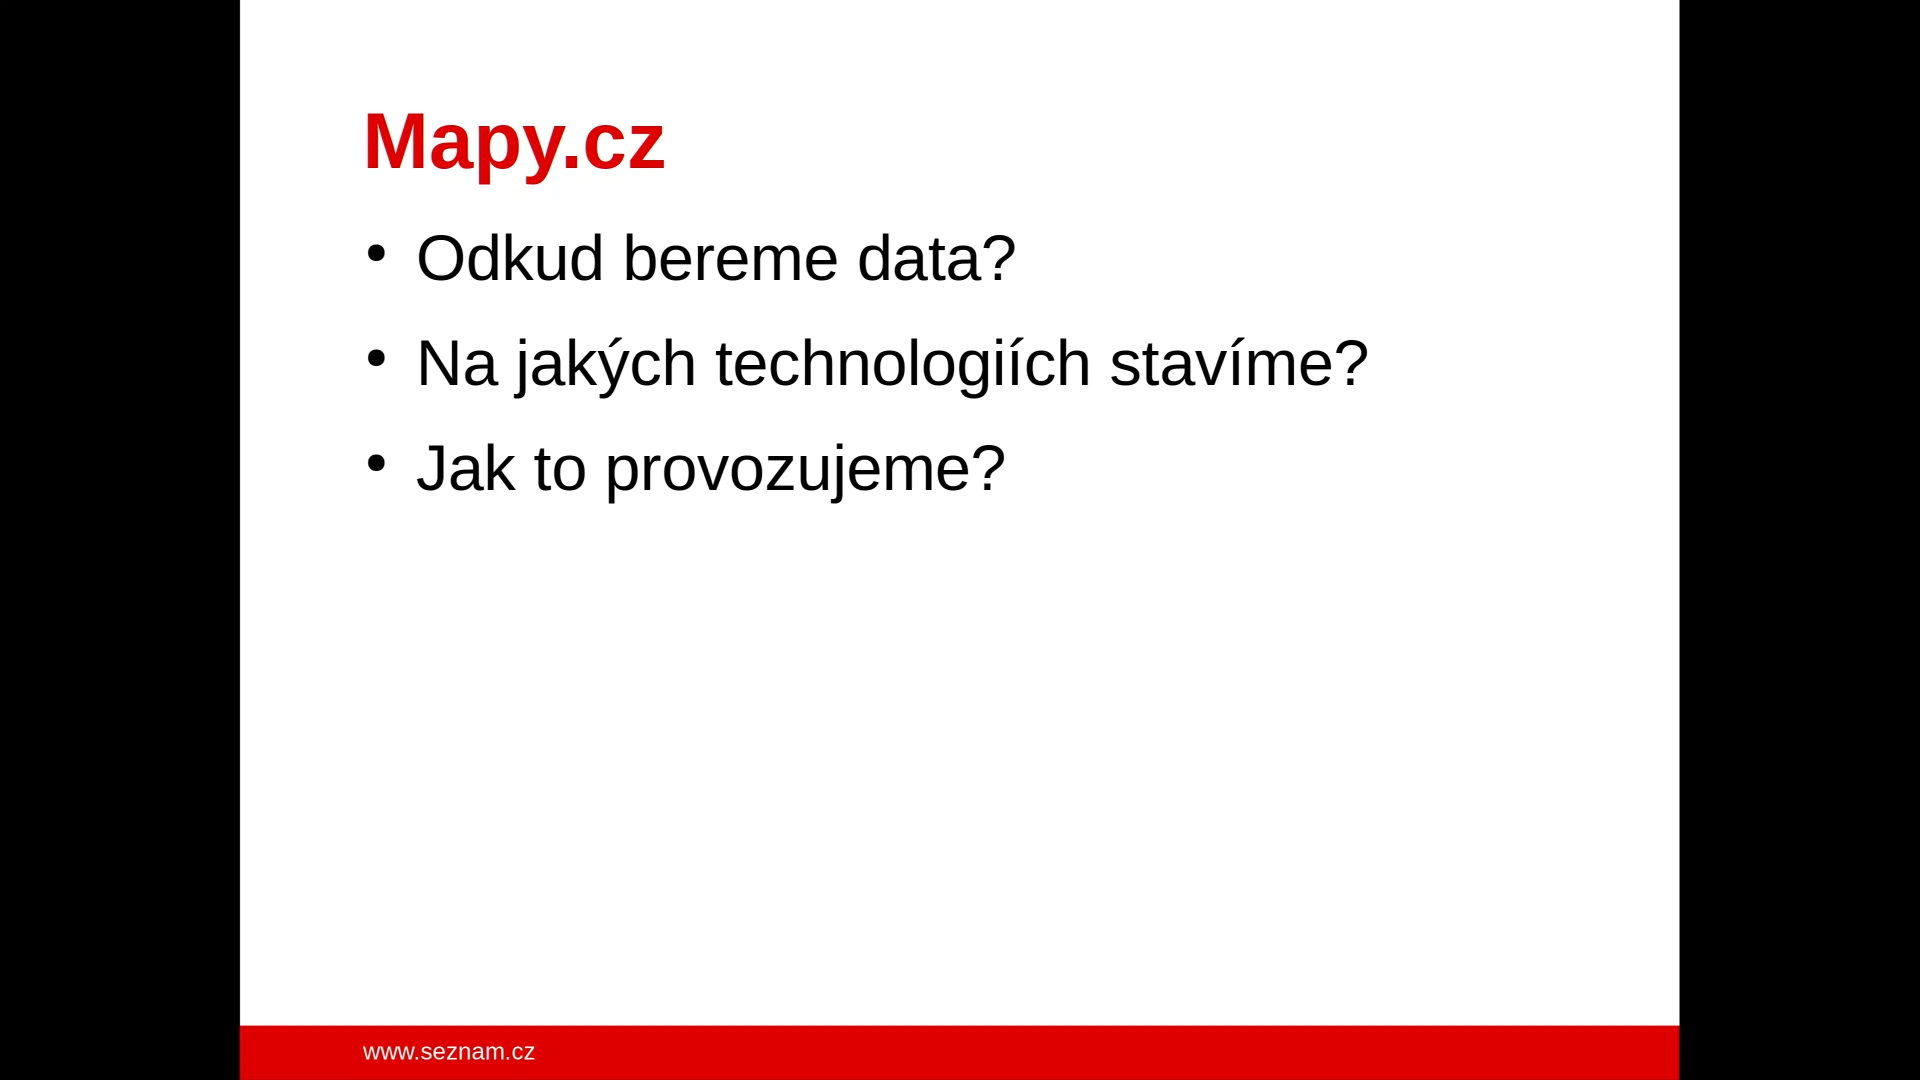 Mapy.cz
• Odkud bereme data?
• Na jakých technologiích stavíme?
• Jak to provozujeme?
www.seznam.cz